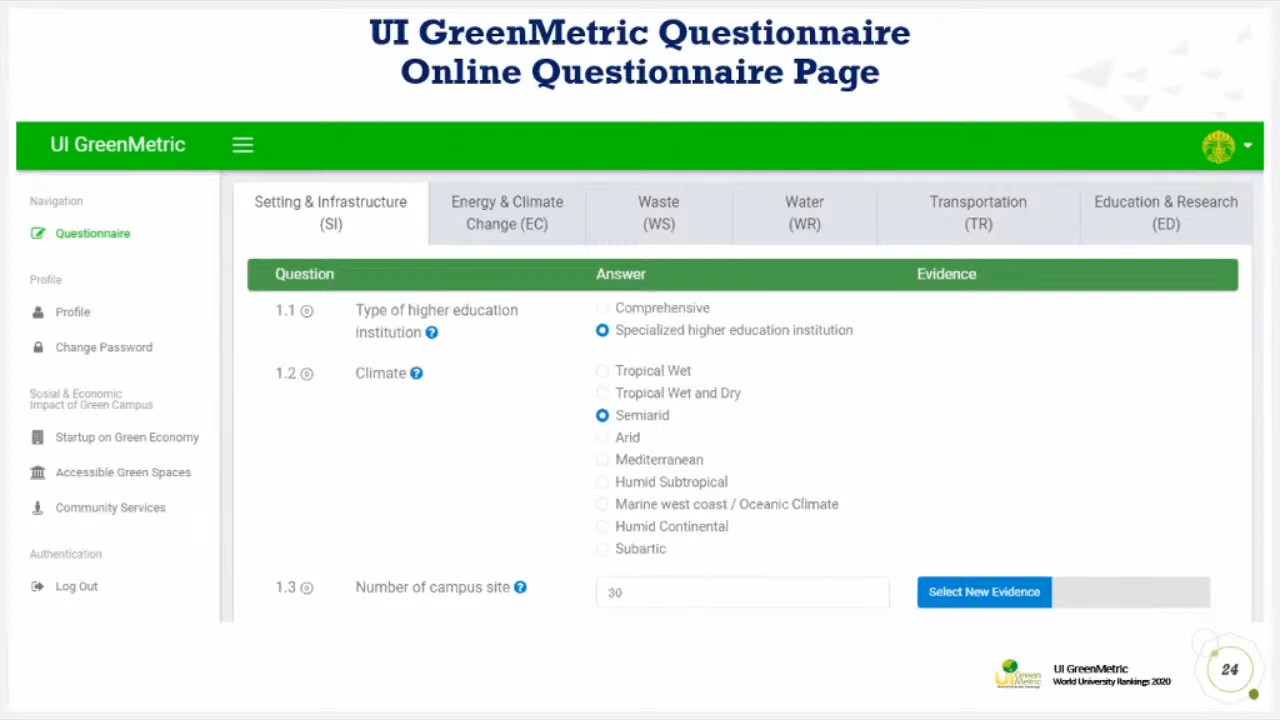 UI GreenMetric Questionnaire
Online Questionnaire Page
UI GreenMetric
Navigation
Questionnaire
Profile
Profile
Change Password
Sosial & Economic
Impact of Green Campus
Startup on Green Economy
Accessible Green Spaces
Community Services
Authentication
Log Out
Setting & Infrastructure
(SI)
Energy & Climate
Change (EC)
Waste
(WS)
Water
(WR)
Transportation
(TR)
Education & Research
(ED)
Question Answer Evidence
1.1 Type of higher education
institution
Comprehensive
Specialized higher education institution
1.2 Climate
Tropical Wet
Tropical Wet and Dry
Semiarid
Arid
Mediterranean
Humid Subtropical
Marine west coast / Oceanic Climate
Humid Continental
Subartic
1.3 Number of campus site 30 Select New Evidence
UI Green
Metric
UI GreenMetric
World University Rankings 2020
24